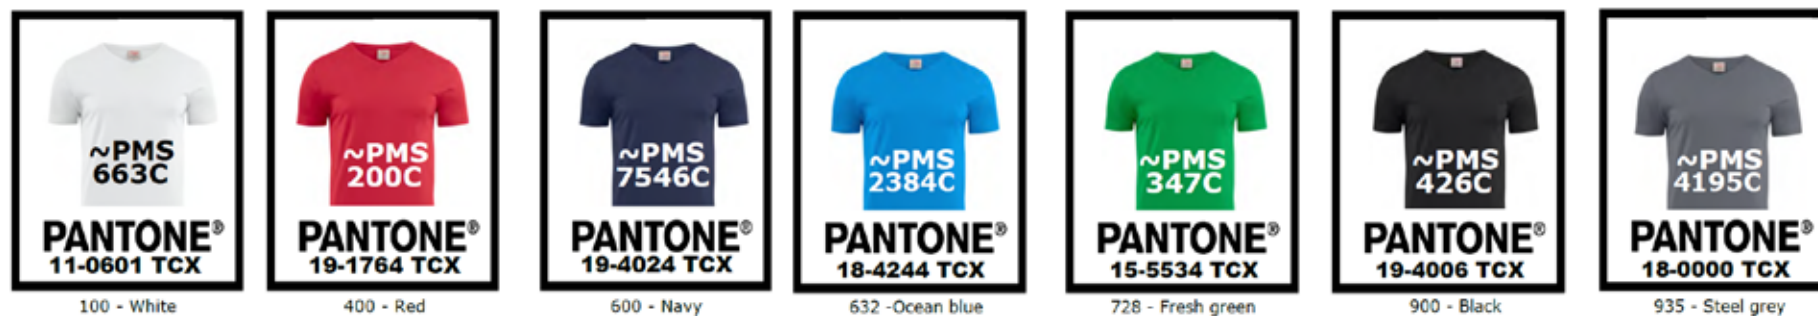 ~PMS
663C
PANTONE®
11-0601 TCX
100 - White
~PMS
200C
PANTONE®
19-1764 TCX
400 - Red
~PMS
7546C
PANTONE®
19-4024 TCX
600 - Navy
~PMS
2384C
PANTONE®
18-4244 TCX
632 -Ocean blue
~PMS
347C
PANTONE®
15-5534 TCX
728 - Fresh green
~PMS
426C
PANTONE®
19-4006 TCX
900 - Black
~PMS
4195C
PANTONE®
18-0000 TCX
935 - Steel grey